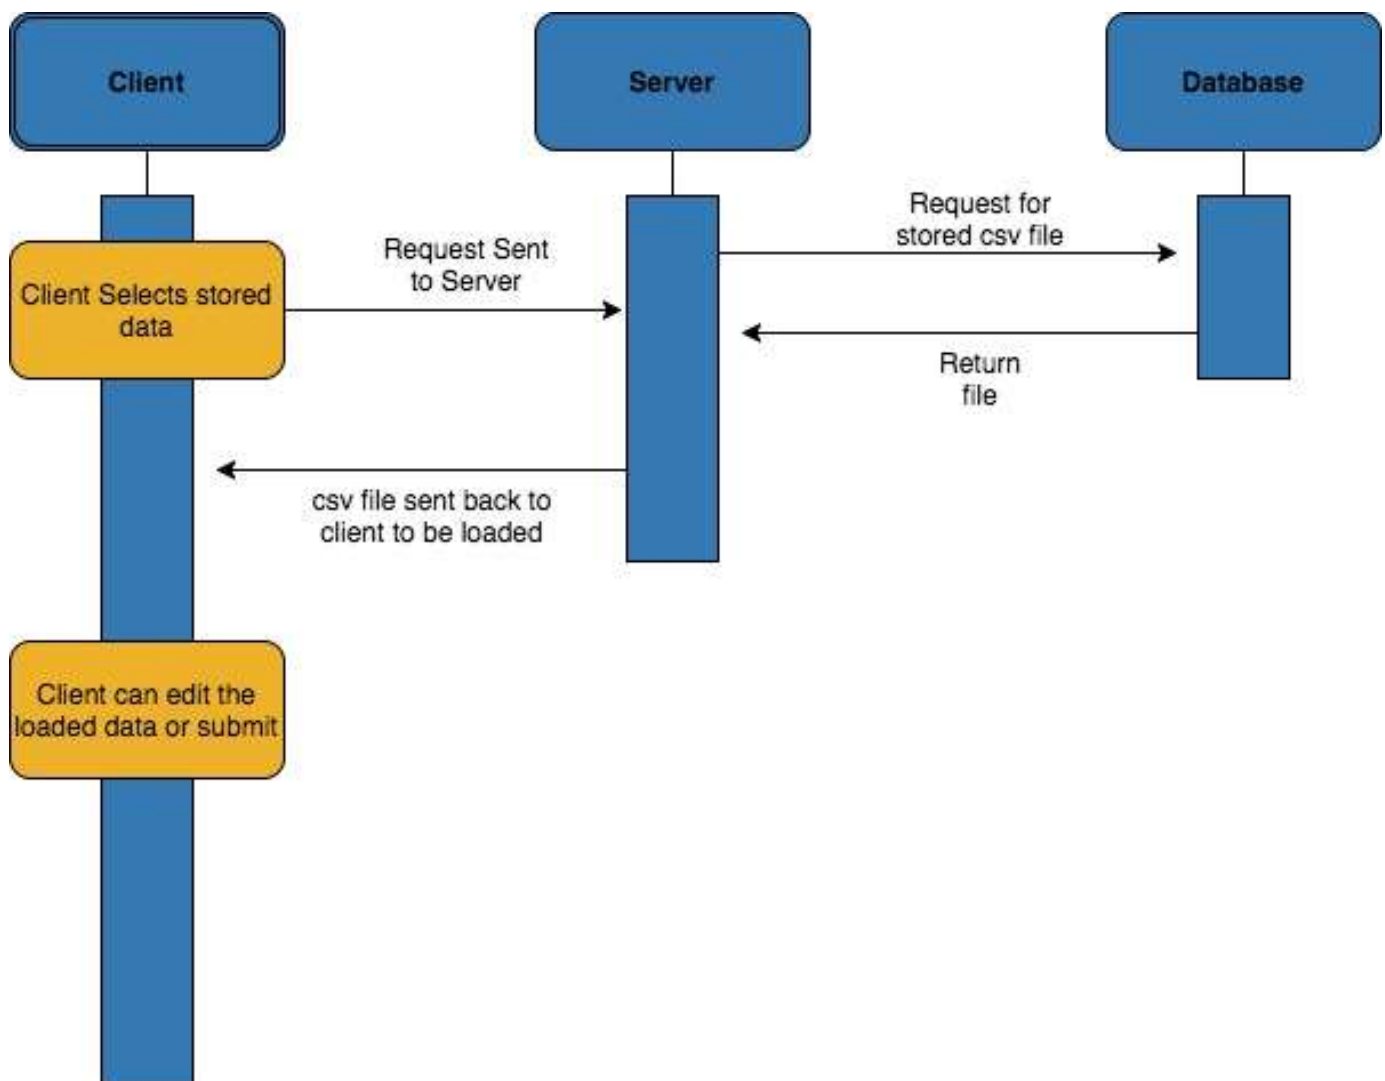 Client
Server
Database
Request for
stored csv file
Request Sent
to Server
Client Selects stored
data
Return
file
csv file sent back to
client to be loaded
Client can edit the
loaded data or submit